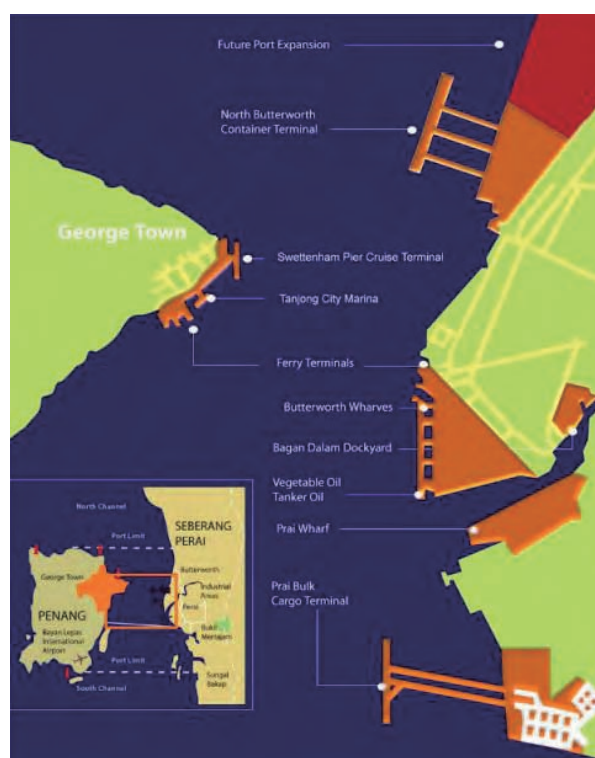 Future Port Expansion
North Butterworth
Container Terminal
George Town
Swettenham Pier Cruise Terminal
Tanjong City Marina
Ferry Terminals
Butterworth Wharves
Bagan Dalam Dockyard
Vegetable Oil
Tanker Oil
Prai Wharf
Prai Bulk
Cargo Terminal
North Channel
SEBERANG
PERAI
Port Limit
Butterworth
George Town
Industrial
Areas
Perai
PENANG
Bukit
Mertajam
Bayan Lepas
International
Airport
Port Limit
Sungai
Bakap
South Channel